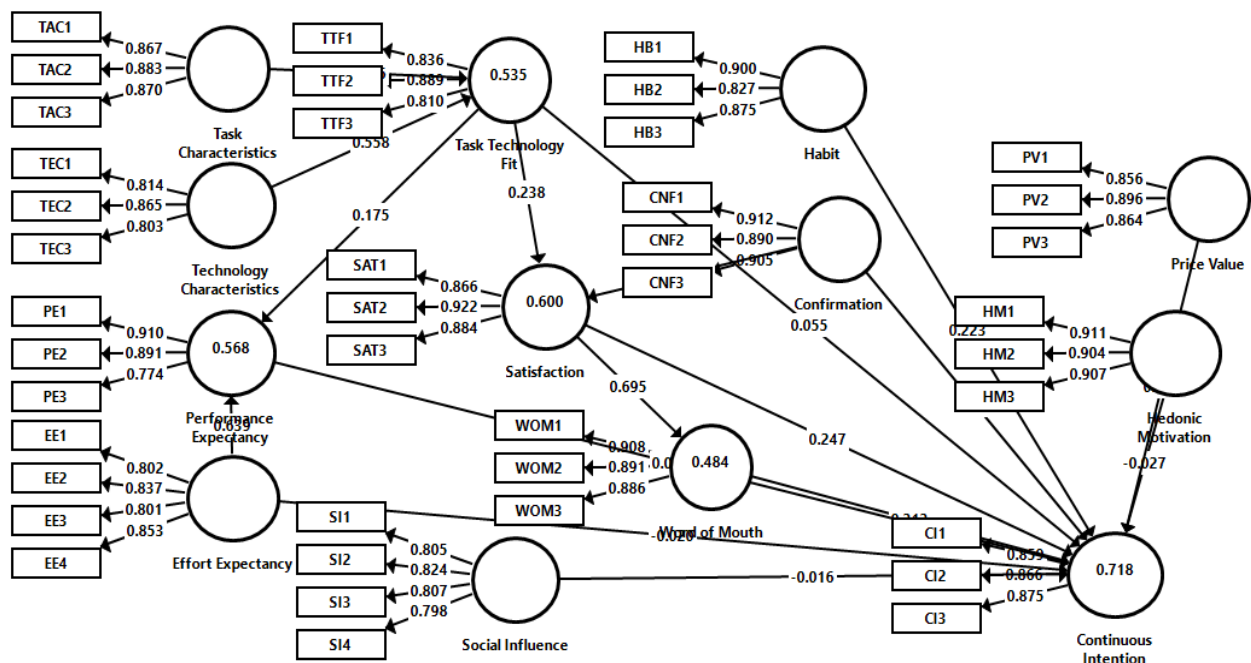 TAC1
TAC2
TAC3
0.867
0.883
0.870
Task
Characteristics
TTF1
TTF2
TTF3
0.836
0.889
0.810
0.535
Task Technology
Fit
HB1
HB2
HB3
0.900
0.827
0.875
Habit
TEC1
TEC2
TEC3
0.814
0.865
0.803
0.558
Technology
Characteristics
0.175
0.238
PV1
PV2
PV3
0.856
0.896
0.864
Price Value
CNF1
CNF2
CNF3
0.912
0.890
0.905
Confirmation
SAT1
SAT2
SAT3
0.866
0.922
0.884
0.600
Satisfaction
0.055
0.223
HM1
HM2
HM3
0.911
0.904
0.907
Hedonic
Motivation
-0.027
PE1
PE2
PE3
0.910
0.891
0.774
0.568
Performance
Expectancy
0.639
0.695
0.247
WOM1
WOM2
WOM3
0.908
0.891
0.886
0.484
Word of Mouth
EE1
EE2
EE3
EE4
0.802
0.837
0.801
0.853
Effort Expectancy
-0.020
SI1
SI2
SI3
SI4
0.805
0.824
0.807
0.798
Social Influence
-0.016
CI1
CI2
CI3
0.859
0.866
0.875
0.718
Continuous
Intention